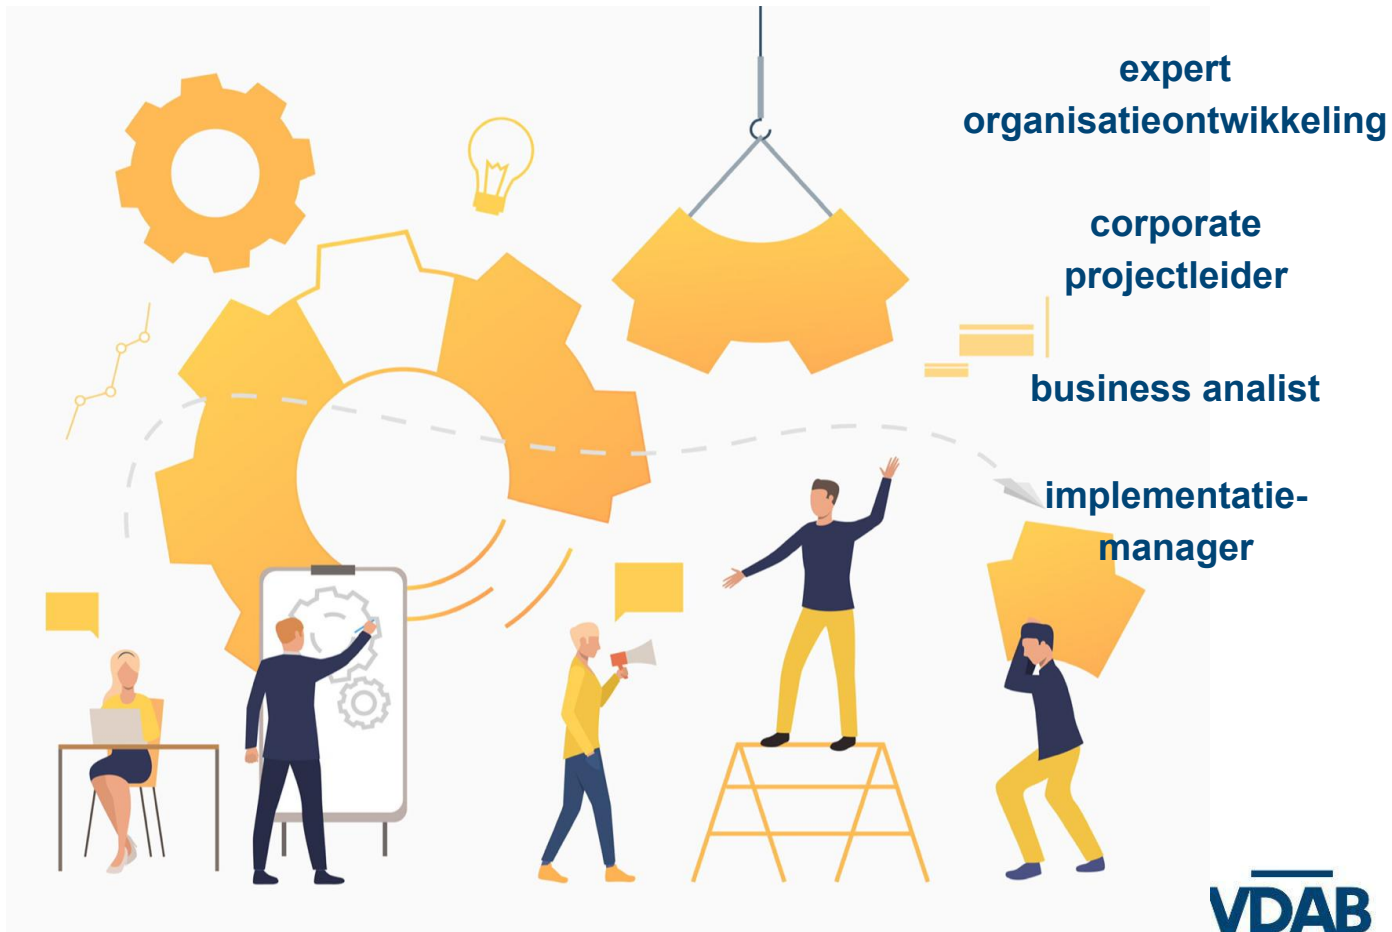 expert
organisatieontwikkeling
corporate
projectleider
business analist
implementatie-
manager
VDAB